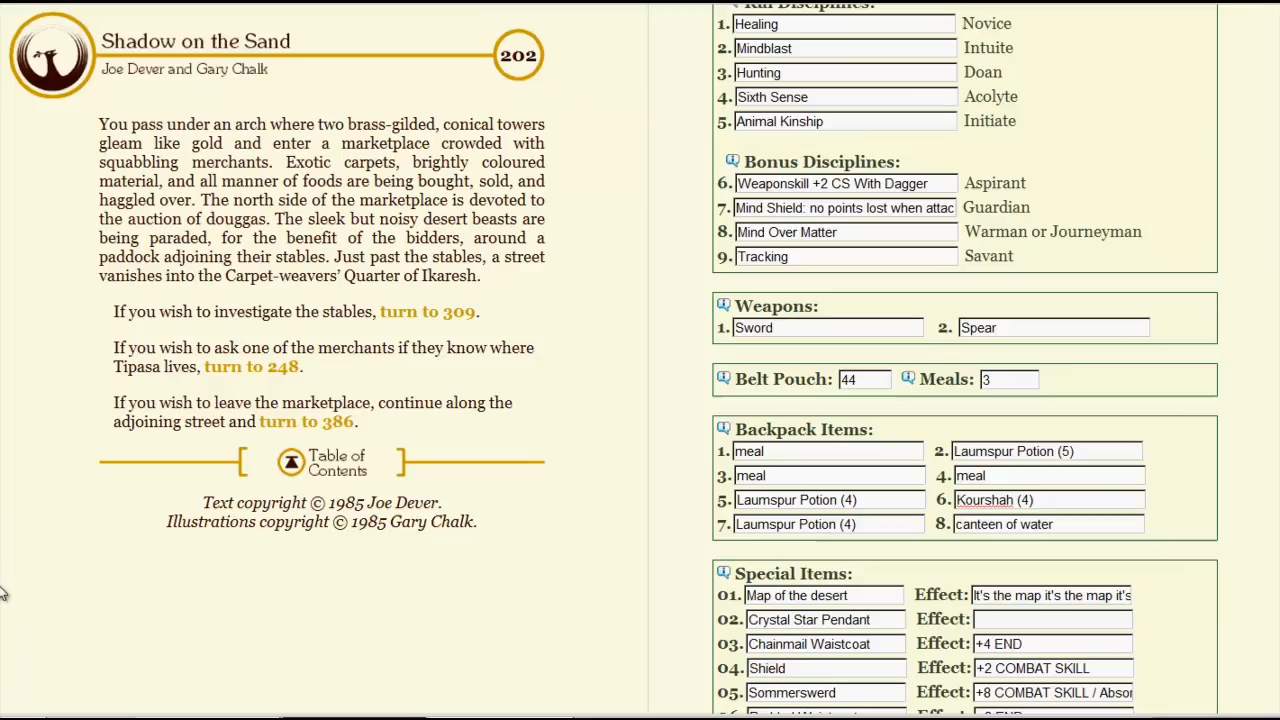 Shadow on the Sand
Joe Dever and Gary Chalk
202
You pass under an arch where two brass-gilded, conical towers
gleam like gold and enter a marketplace crowded with
squabbling merchants. Exotic carpets, brightly coloured
material, and all manner of foods are being bought, sold, and
haggled over. The north side of the marketplace is devoted to
the auction of douggas. The sleek but noisy desert beasts are
being paraded, for the benefit of the bidders, around a
paddock adjoining their stables. Just past the stables, a street
vanishes into the Carpet-weavers' Quarter of Ikaresh.
If you wish to investigate the stables, turn to 309.
If you wish to ask one of the merchants if they know where
Tipasa lives, turn to 248.
If you wish to leave the marketplace, continue along the
adjoining street and turn to 386.
Table of
Contents
Text copyright © 1985 Joe Dever.
Illustrations copyright © 1985 Gary Chalk.
Kai Disciplines:
1. Healing Novice
2. Mindblast Intuite
3. Hunting Doan
4. Sixth Sense Acolyte
5. Animal Kinship Initiate
Bonus Disciplines:
6. Weaponskill +2 CS With Dagger Aspirant
7. Mind Shield: no points lost when attac Guardian
8. Mind Over Matter Warman or Journeyman
9. Tracking Savant
Weapons:
1. Sword 2. Spear
Belt Pouch: 44 Meals: 3
Backpack Items:
1. meal 2. Laumspur Potion (5)
3. meal 4. meal
5. Laumspur Potion (4) 6. Kourshah (4)
7. Laumspur Potion (4) 8. canteen of water
Special Items:
01. Map of the desert Effect: It's the map it's the map it's
02. Crystal Star Pendant Effect:
03. Chainmail Waistcoat Effect: +4 END
04. Shield Effect: +2 COMBAT SKILL
05. Sommerswerd Effect: +8 COMBAT SKILL / Absor